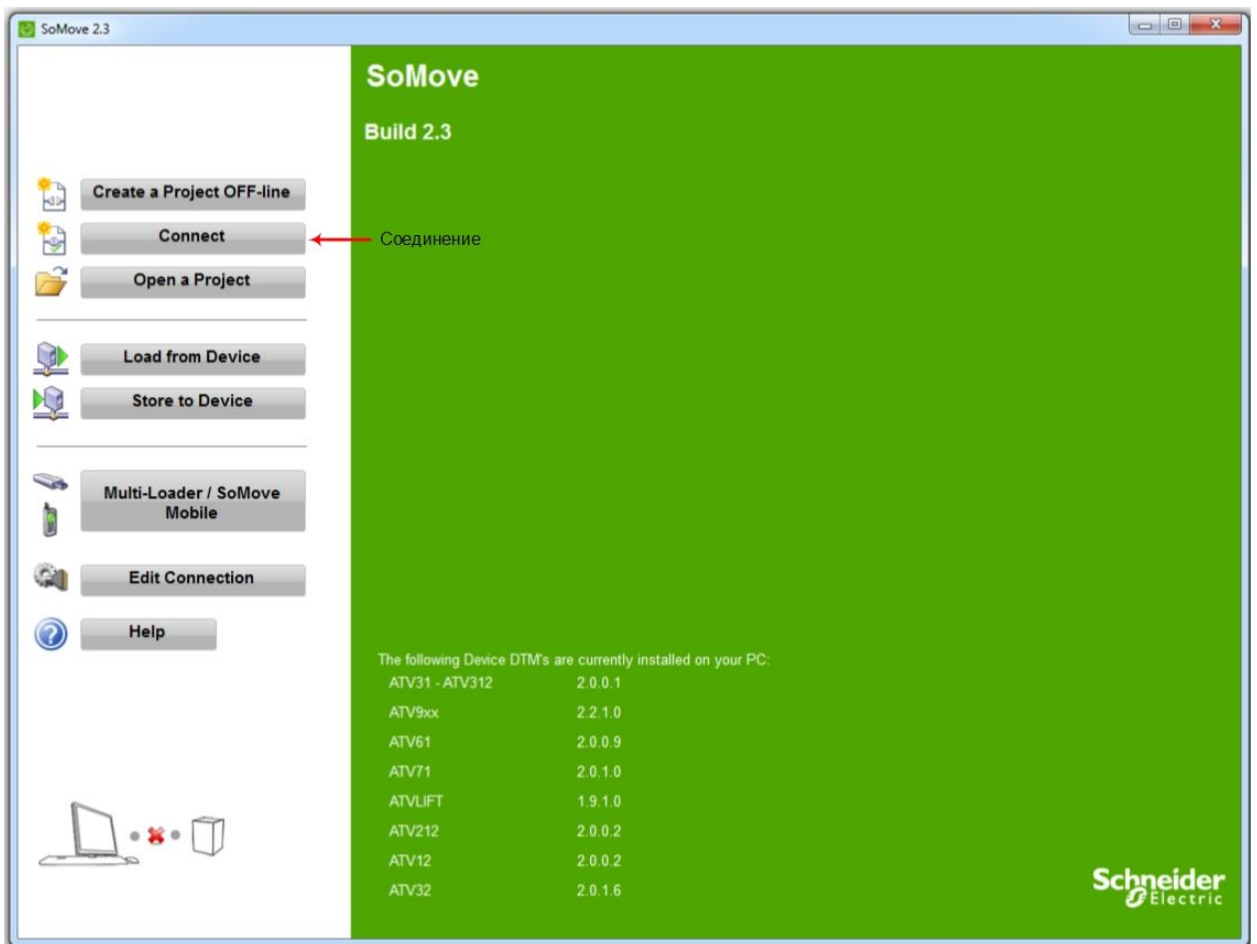 SoMove 2.3
SoMove
Build 2.3
Create a Project OFF-line
Connect
Соединение
Open a Project
Load from Device
Store to Device
Multi-Loader / SoMove
Mobile
Edit Connection
Help
The following Device DTM's are currently installed on your PC:
ATV31 - ATV312 2.0.0.1
ATV9xx 2.2.1.0
ATV61 2.0.0.9
ATV71 2.0.1.0
ATVLIFT 1.9.1.0
ATV212 2.0.0.2
ATV12 2.0.0.2
ATV32 2.0.1.6
Schneider
Electric